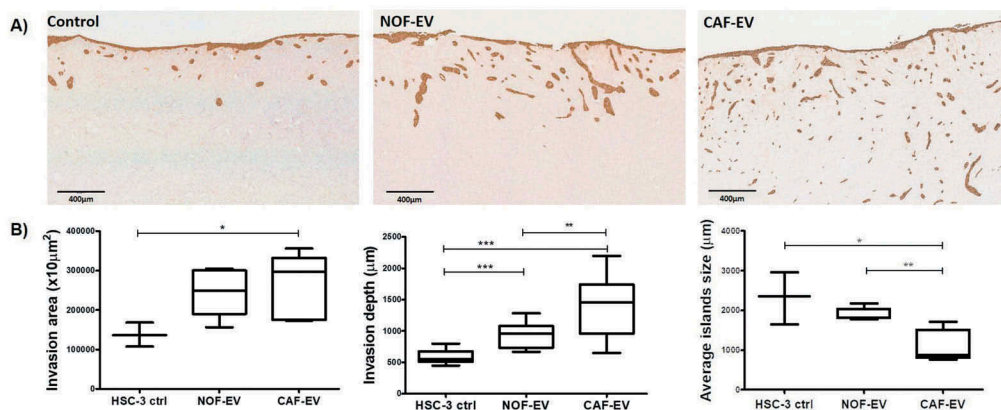 A)
Control
400µm
NOF-EV
400µm
CAF-EV
400µm
B)
Invasion area (x10µm²)
400000
300000
200000
100000
0
*
HSC-3 ctrl NOF-EV CAF-EV
Invasion depth (µm)
2500
2000
1500
1000
500
0
**
***
***
HSC-3 ctrl NOF-EV CAF-EV
Average islands size (µm)
4000
3000
2000
1000
0
*
**
HSC-3 ctrl NOF-EV CAF-EV